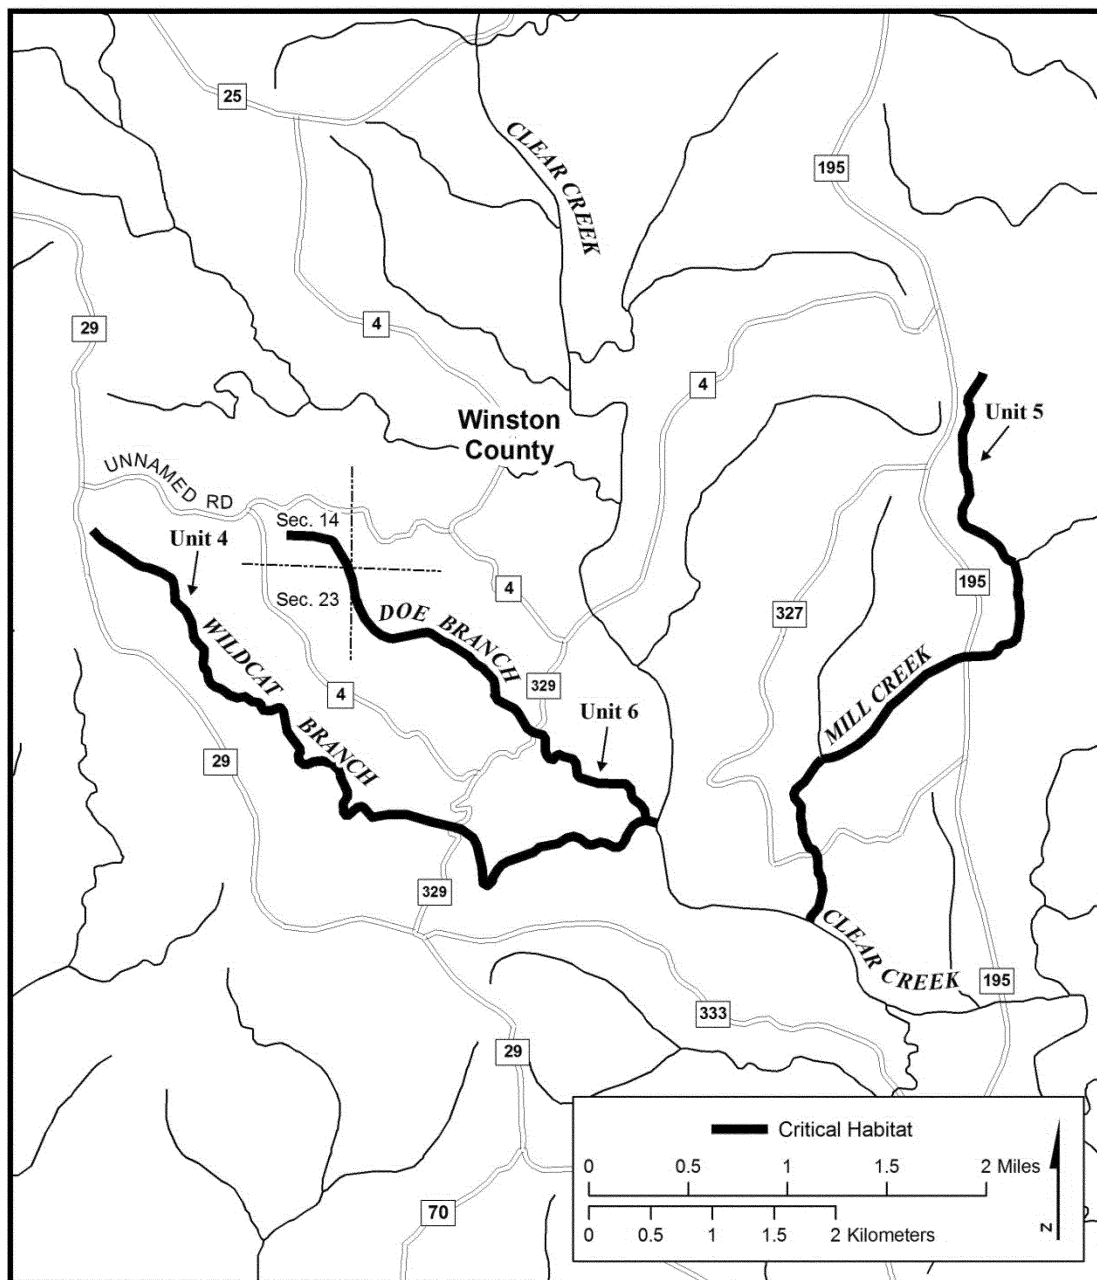 25
CLEAR CREEK
195
29
4
4
Winston
County
Unit 5
UNNAMED RD
Sec. 14
Unit 4
Sec. 23
4
195
DOE BRANCH
327
WILDCAT BRANCH
4
329
MILL CREEK
Unit 6
29
329
CLEAR CREEK
195
333
29
Critical Habitat
0 0.5 1 1.5 2 Miles
70
0 0.5 1 1.5 2 Kilometers
N